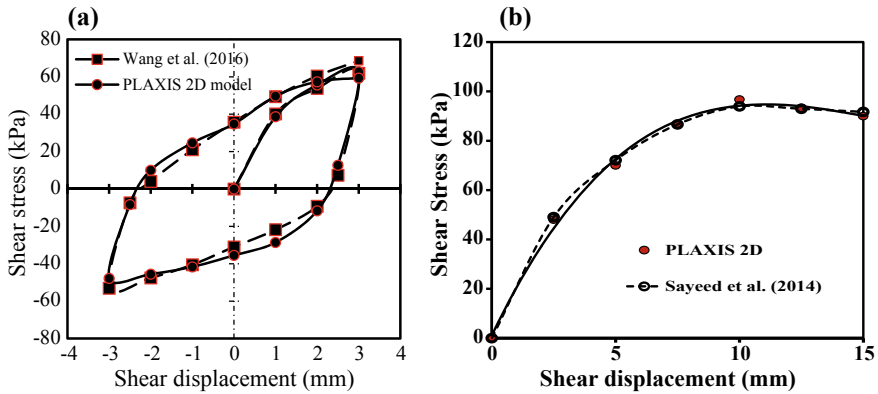 (a)
80
60
40
20
0
-20
-40
-60
-80
Shear stress (kPa)
Wang et al. (2016)
PLAXIS 2D model
-4 -3 -2 -1 0 1 2 3 4
Shear displacement (mm)
(b)
120
100
80
60
40
20
0
Shear Stress (kPa)
PLAXIS 2D
Sayeed et al. (2014)
0 5 10 15
Shear displacement (mm)